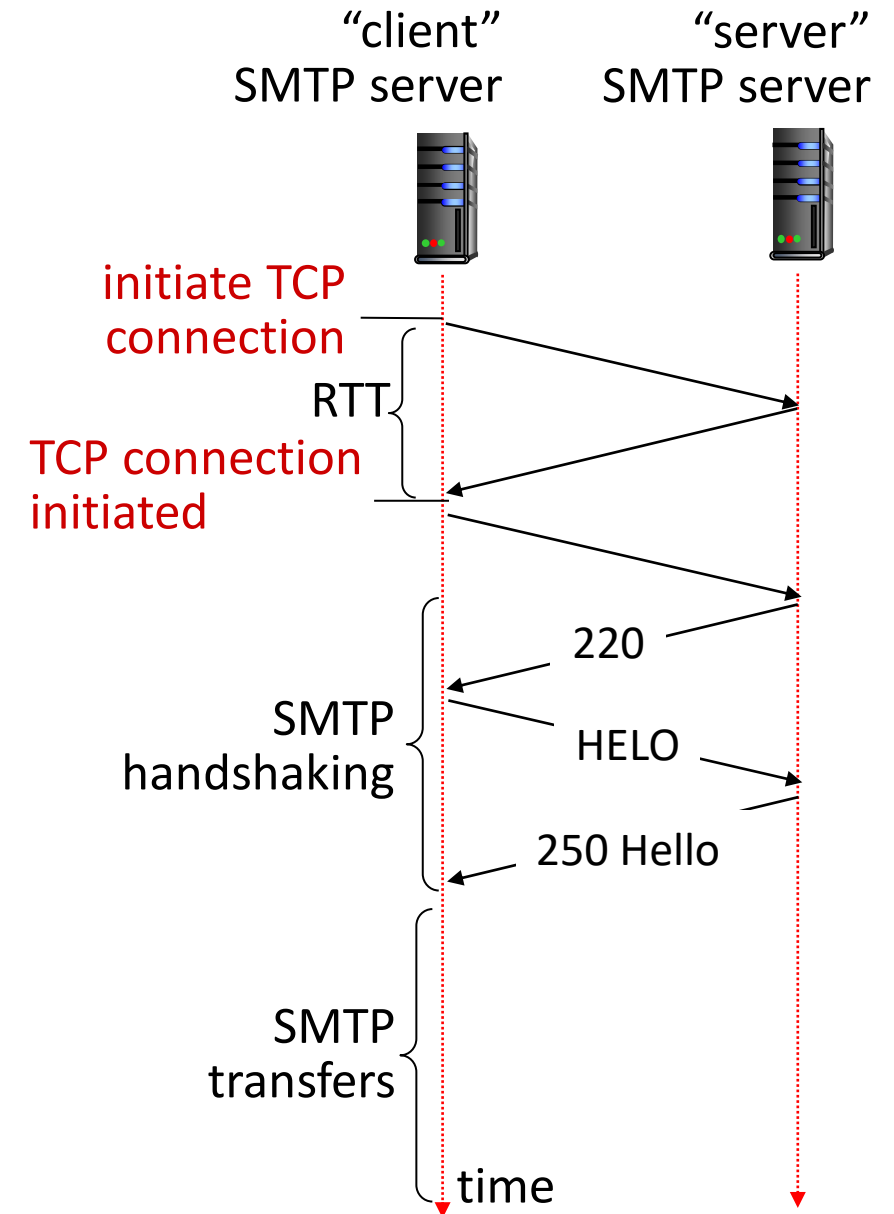 “client”
SMTP server
“server”
SMTP server
initiate TCP
connection
RTT
TCP connection
initiated
220
SMTP
handshaking
HELO
250 Hello
SMTP
transfers
time